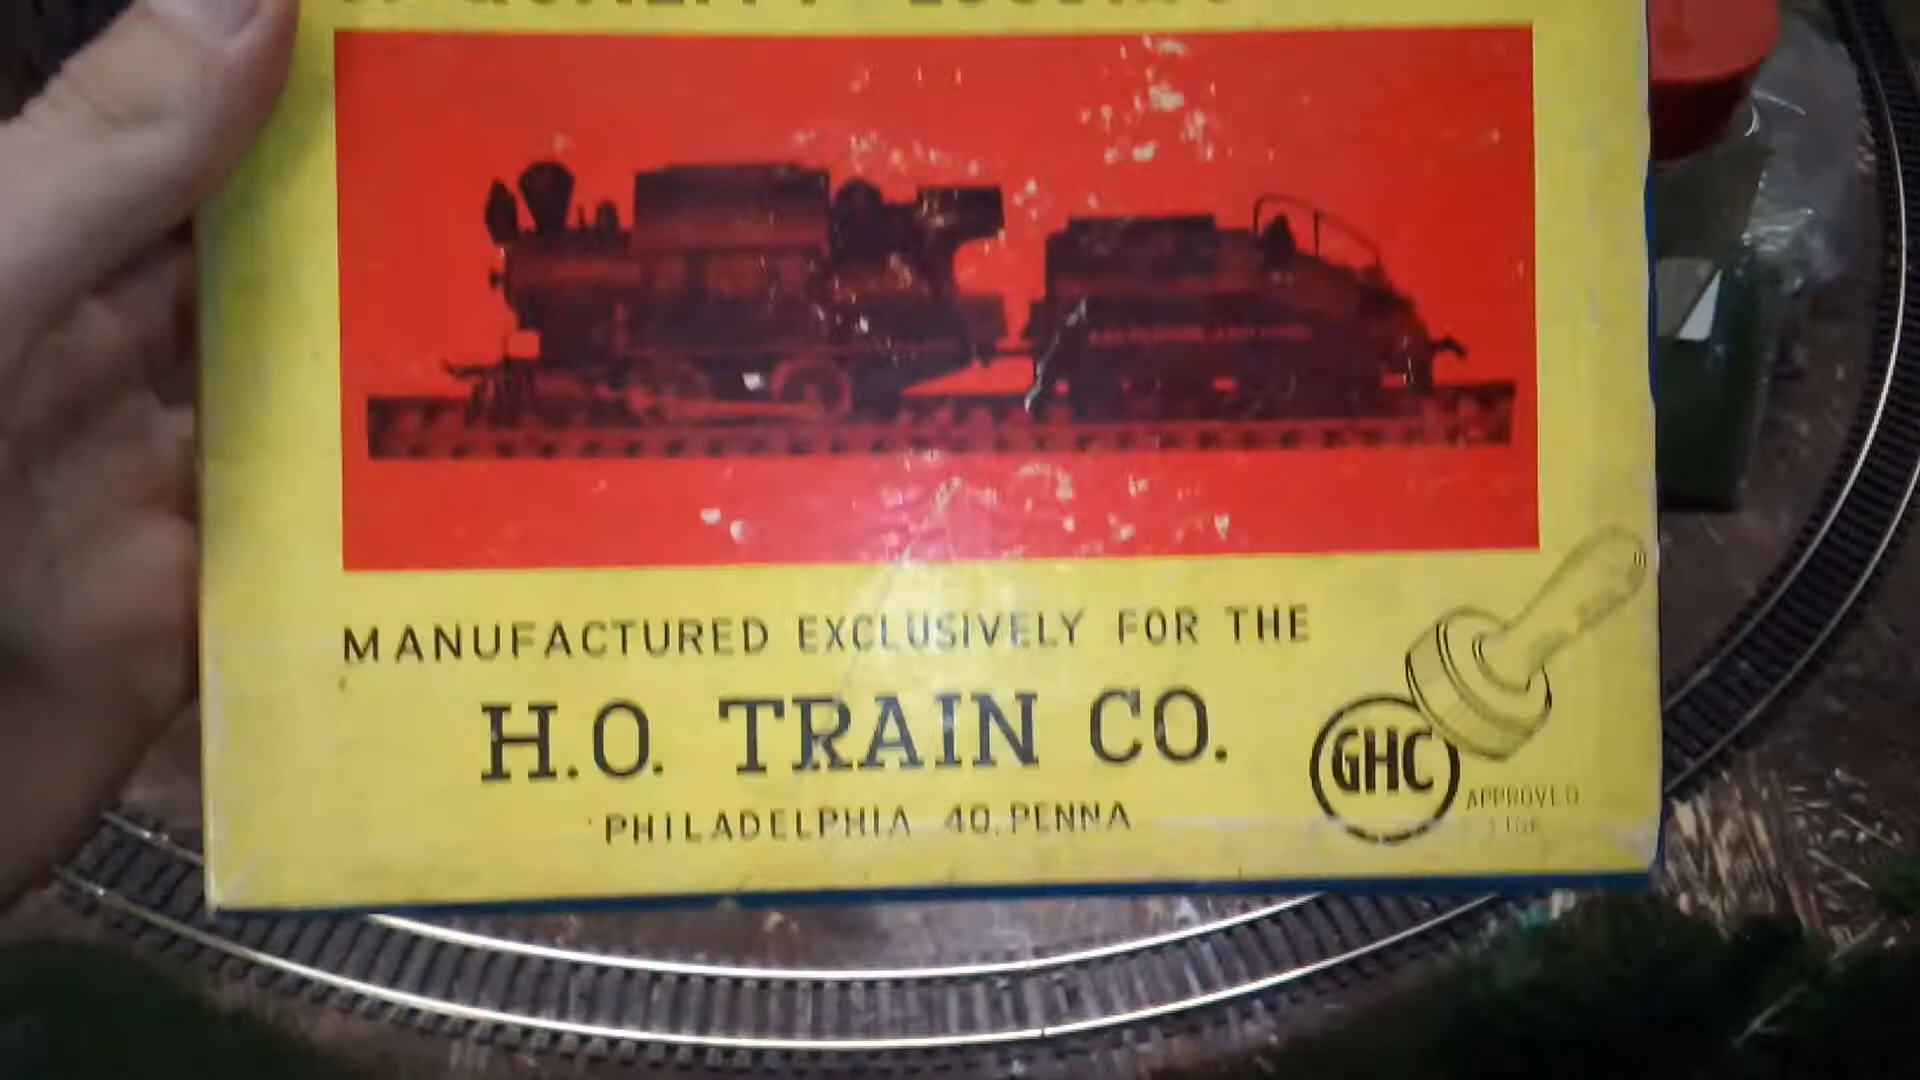 MANUFACTURED EXCLUSIVELY FOR THE
H.O. TRAIN CO.
PHILADELPHIA 40, PENNA
GHC
APPROVED